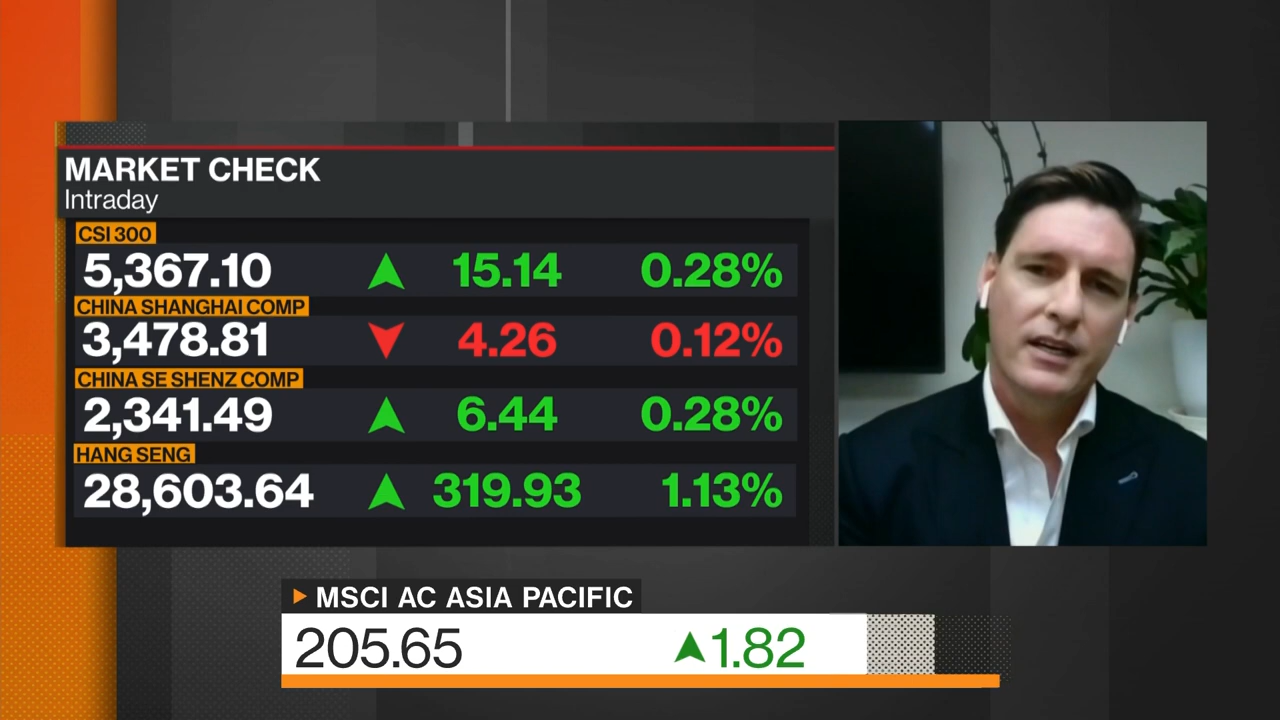 MARKET CHECK
Intraday
CSI 300
5,367.10 ▲ 15.14 0.28%
CHINA SHANGHAI COMP
3,478.81 ▼ 4.26 0.12%
CHINA SE SHENZ COMP
2,341.49 ▲ 6.44 0.28%
HANG SENG
28,603.64 ▲ 319.93 1.13%
MSCI AC ASIA PACIFIC
205.65 ▲1.82